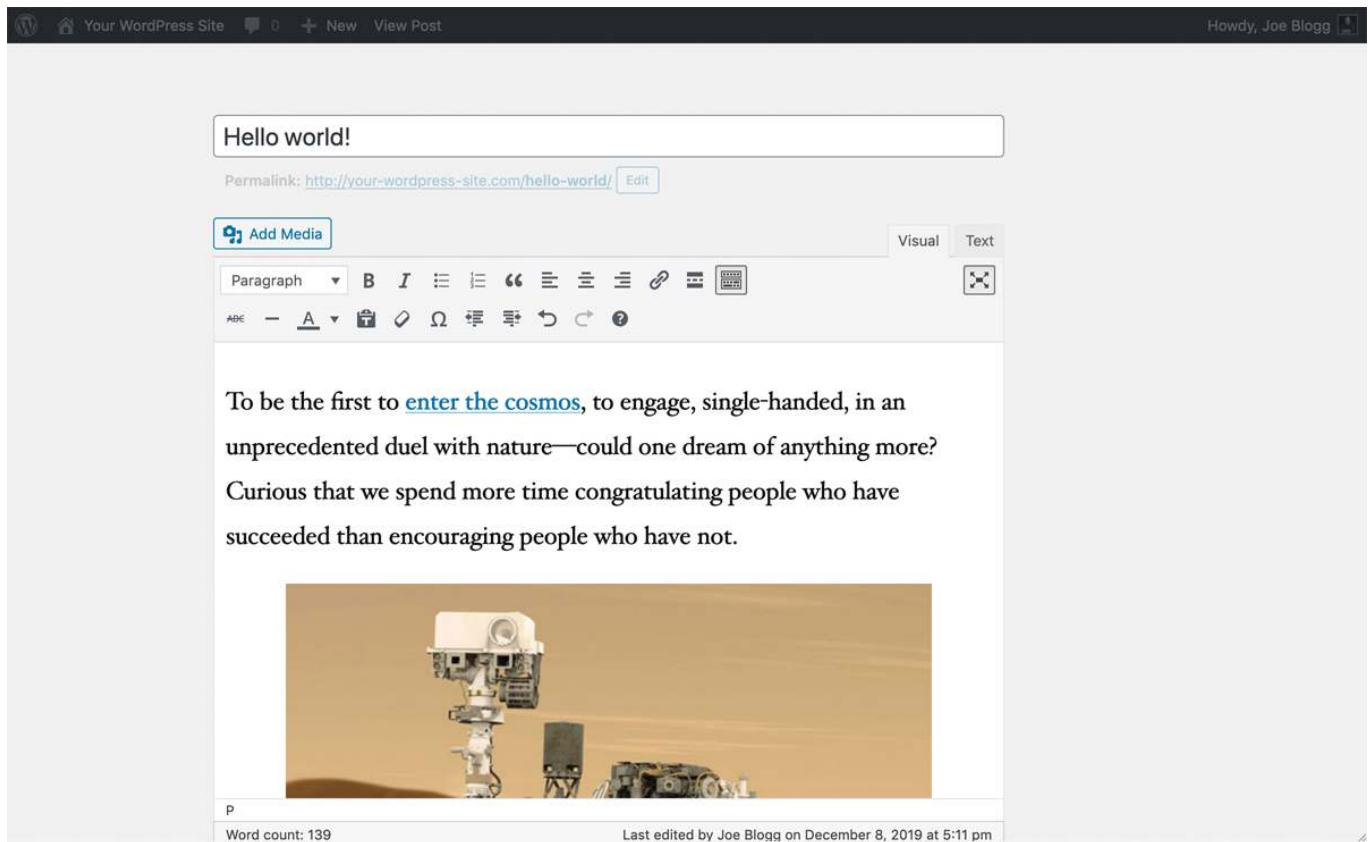 Your WordPress Site 0 New View Post Howdy, Joe Blogg
Hello world!
Permalink: http://your-wordpress-site.com/hello-world/ Edit
Add Media
Visual Text
Paragraph B I
ABC A T Ω
To be the first to enter the cosmos, to engage, single-handed, in an
unprecedented duel with nature—could one dream of anything more?
Curious that we spend more time congratulating people who have
succeeded than encouraging people who have not.
P
Word count: 139 Last edited by Joe Blogg on December 8, 2019 at 5:11 pm